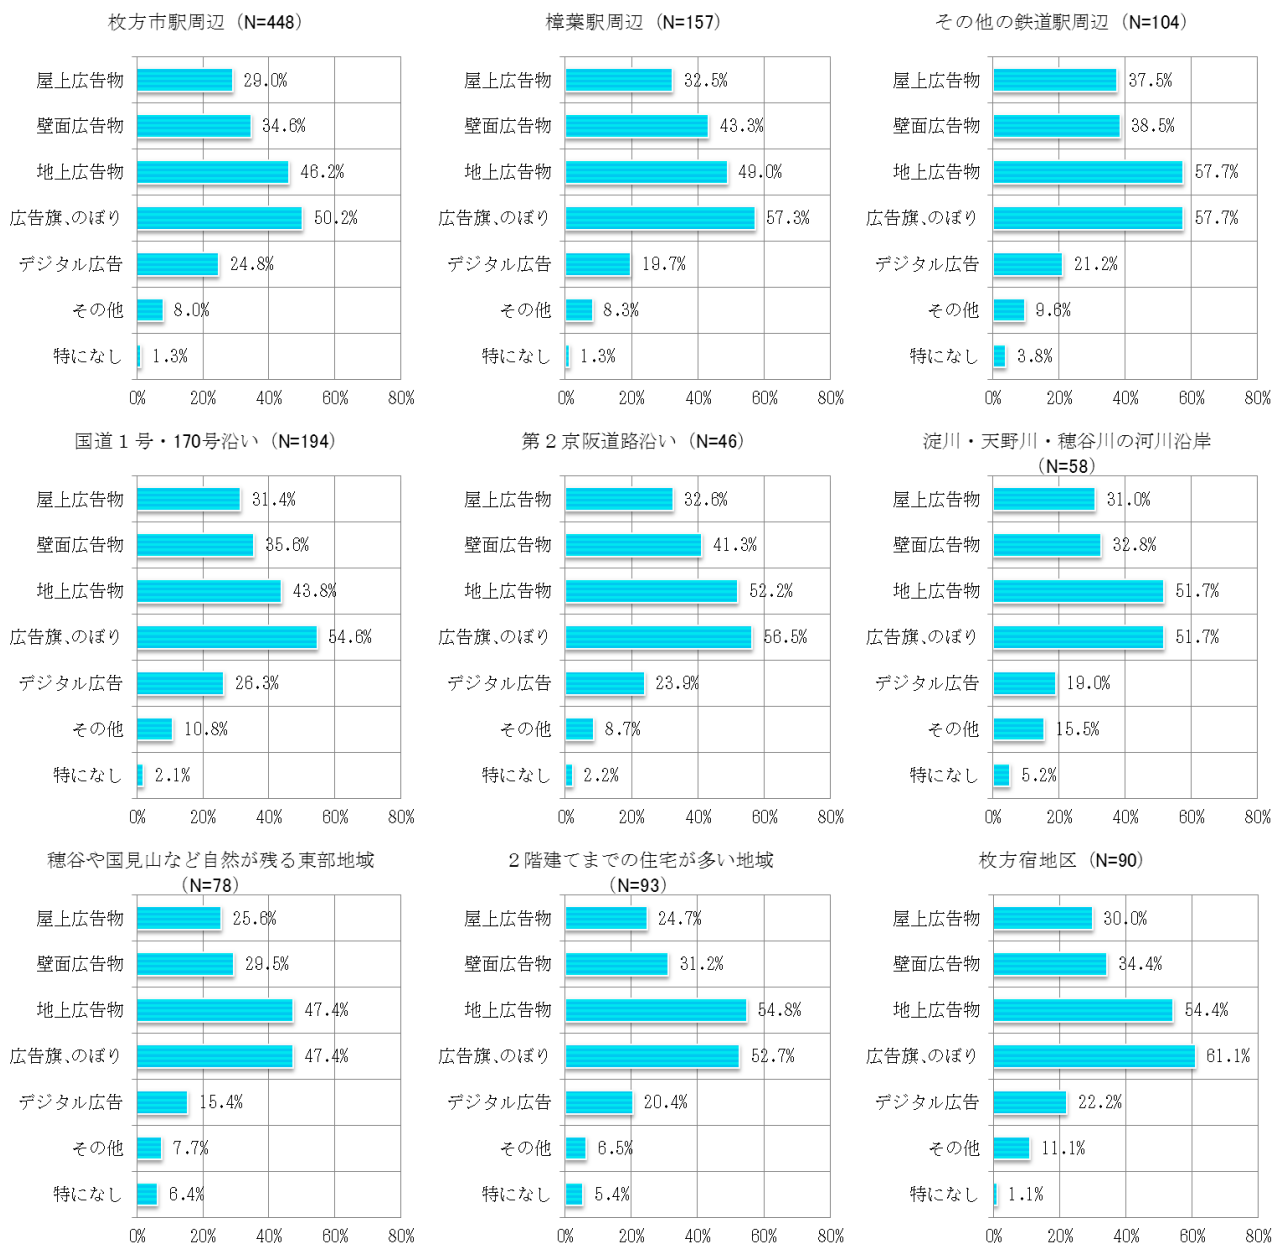 枚方市駅周辺（N=448）
屋上広告物 29.0%
壁面広告物 34.6%
地上広告物 46.2%
広告旗、のぼり 50.2%
デジタル広告 24.8%
その他 8.0%
特になし 1.3%
0% 20% 40% 60% 80%
樟葉駅周辺（N=157）
屋上広告物 32.5%
壁面広告物 43.3%
地上広告物 49.0%
広告旗、のぼり 57.3%
デジタル広告 19.7%
その他 8.3%
特になし 1.3%
0% 20% 40% 60% 80%
その他の鉄道駅周辺（N=104）
屋上広告物 37.5%
壁面広告物 38.5%
地上広告物 57.7%
広告旗、のぼり 57.7%
デジタル広告 21.2%
その他 9.6%
特になし 3.8%
0% 20% 40% 60% 80%
国道１号・170号沿い（N=194）
屋上広告物 31.4%
壁面広告物 35.6%
地上広告物 43.8%
広告旗、のぼり 54.6%
デジタル広告 26.3%
その他 10.8%
特になし 2.1%
0% 20% 40% 60% 80%
第２京阪道路沿い（N=46）
屋上広告物 32.6%
壁面広告物 41.3%
地上広告物 52.2%
広告旗、のぼり 56.5%
デジタル広告 23.9%
その他 8.7%
特になし 2.2%
0% 20% 40% 60% 80%
淀川・天野川・穂谷川の河川沿岸
（N=58）
屋上広告物 31.0%
壁面広告物 32.8%
地上広告物 51.7%
広告旗、のぼり 51.7%
デジタル広告 19.0%
その他 15.5%
特になし 5.2%
0% 20% 40% 60% 80%
穂谷や国見山など自然が残る東部地域
（N=78）
屋上広告物 25.6%
壁面広告物 29.5%
地上広告物 47.4%
広告旗、のぼり 47.4%
デジタル広告 15.4%
その他 7.7%
特になし 6.4%
0% 20% 40% 60% 80%
２階建てまでの住宅が多い地域
（N=93）
屋上広告物 24.7%
壁面広告物 31.2%
地上広告物 54.8%
広告旗、のぼり 52.7%
デジタル広告 20.4%
その他 6.5%
特になし 5.4%
0% 20% 40% 60% 80%
枚方宿地区（N=90）
屋上広告物 30.0%
壁面広告物 34.4%
地上広告物 54.4%
広告旗、のぼり 61.1%
デジタル広告 22.2%
その他 11.1%
特になし 1.1%
0% 20% 40% 60% 80%